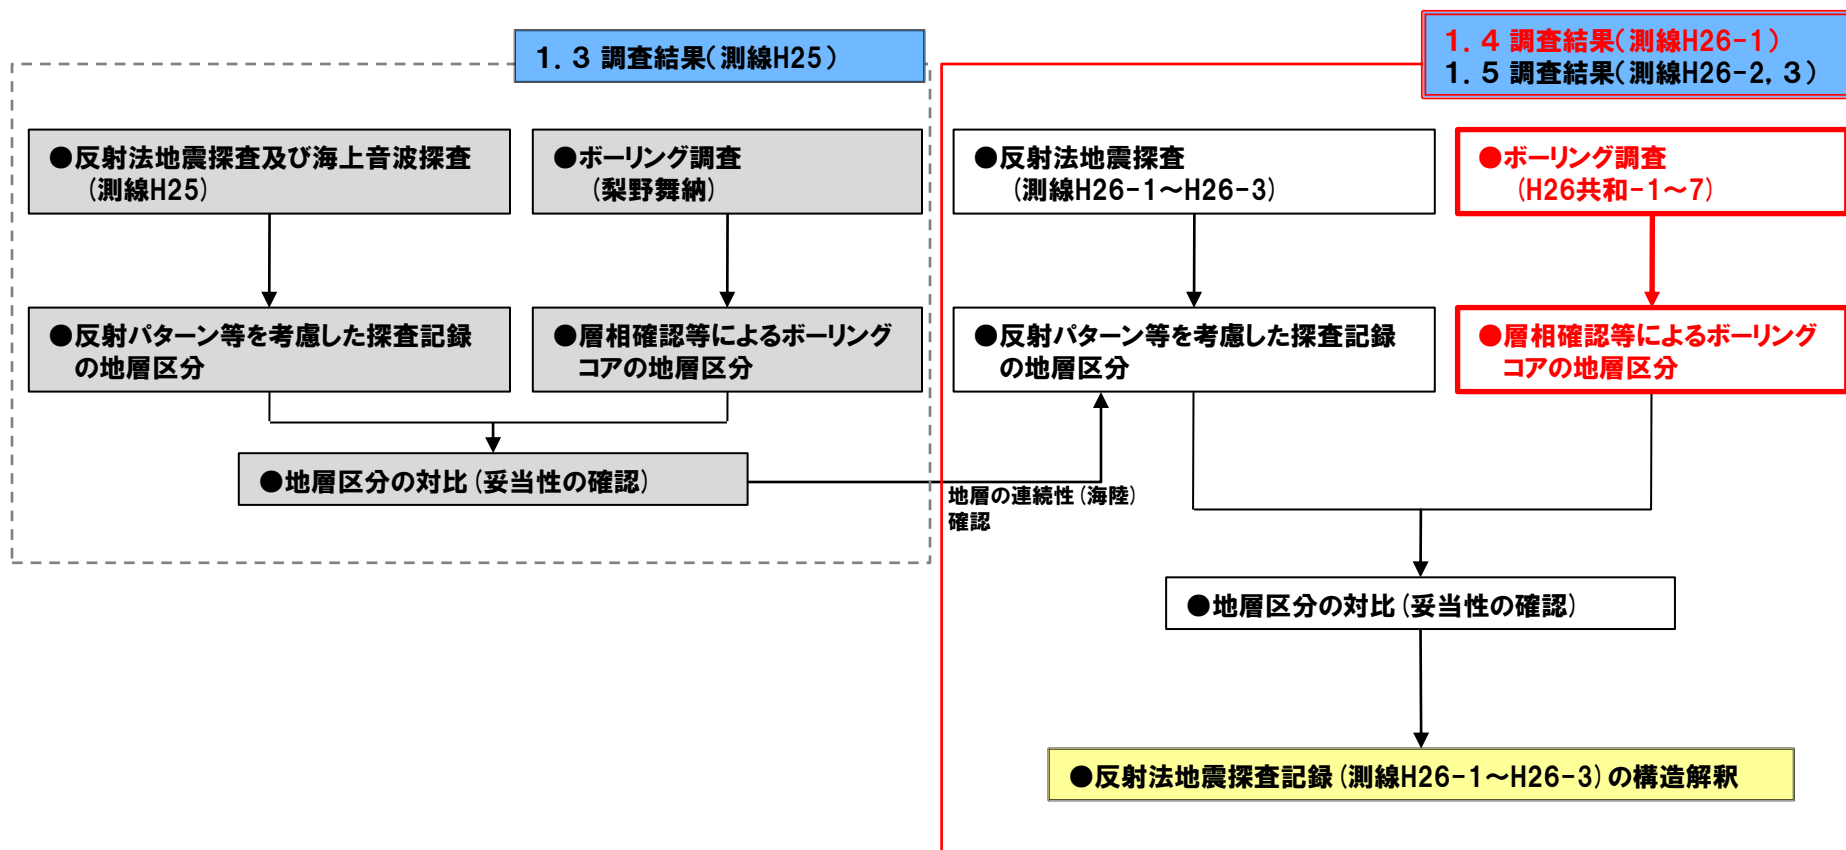 1．3 調査結果（測線H25）
●反射法地震探査及び海上音波探査
（測線H25）
●ボーリング調査
（梨野舞納）
●反射パターン等を考慮した探査記録
の地層区分
●層相確認等によるボーリング
コアの地層区分
●地層区分の対比（妥当性の確認）
地層の連続性（海陸）
確認
1．4 調査結果（測線H26-1）
1．5 調査結果（測線H26-2，3）
●反射法地震探査
（測線H26-1～H26-3）
●ボーリング調査
（H26共和-1～7）
●反射パターン等を考慮した探査記録
の地層区分
●層相確認等によるボーリング
コアの地層区分
●地層区分の対比（妥当性の確認）
●反射法地震探査記録（測線H26-1～H26-3）の構造解釈